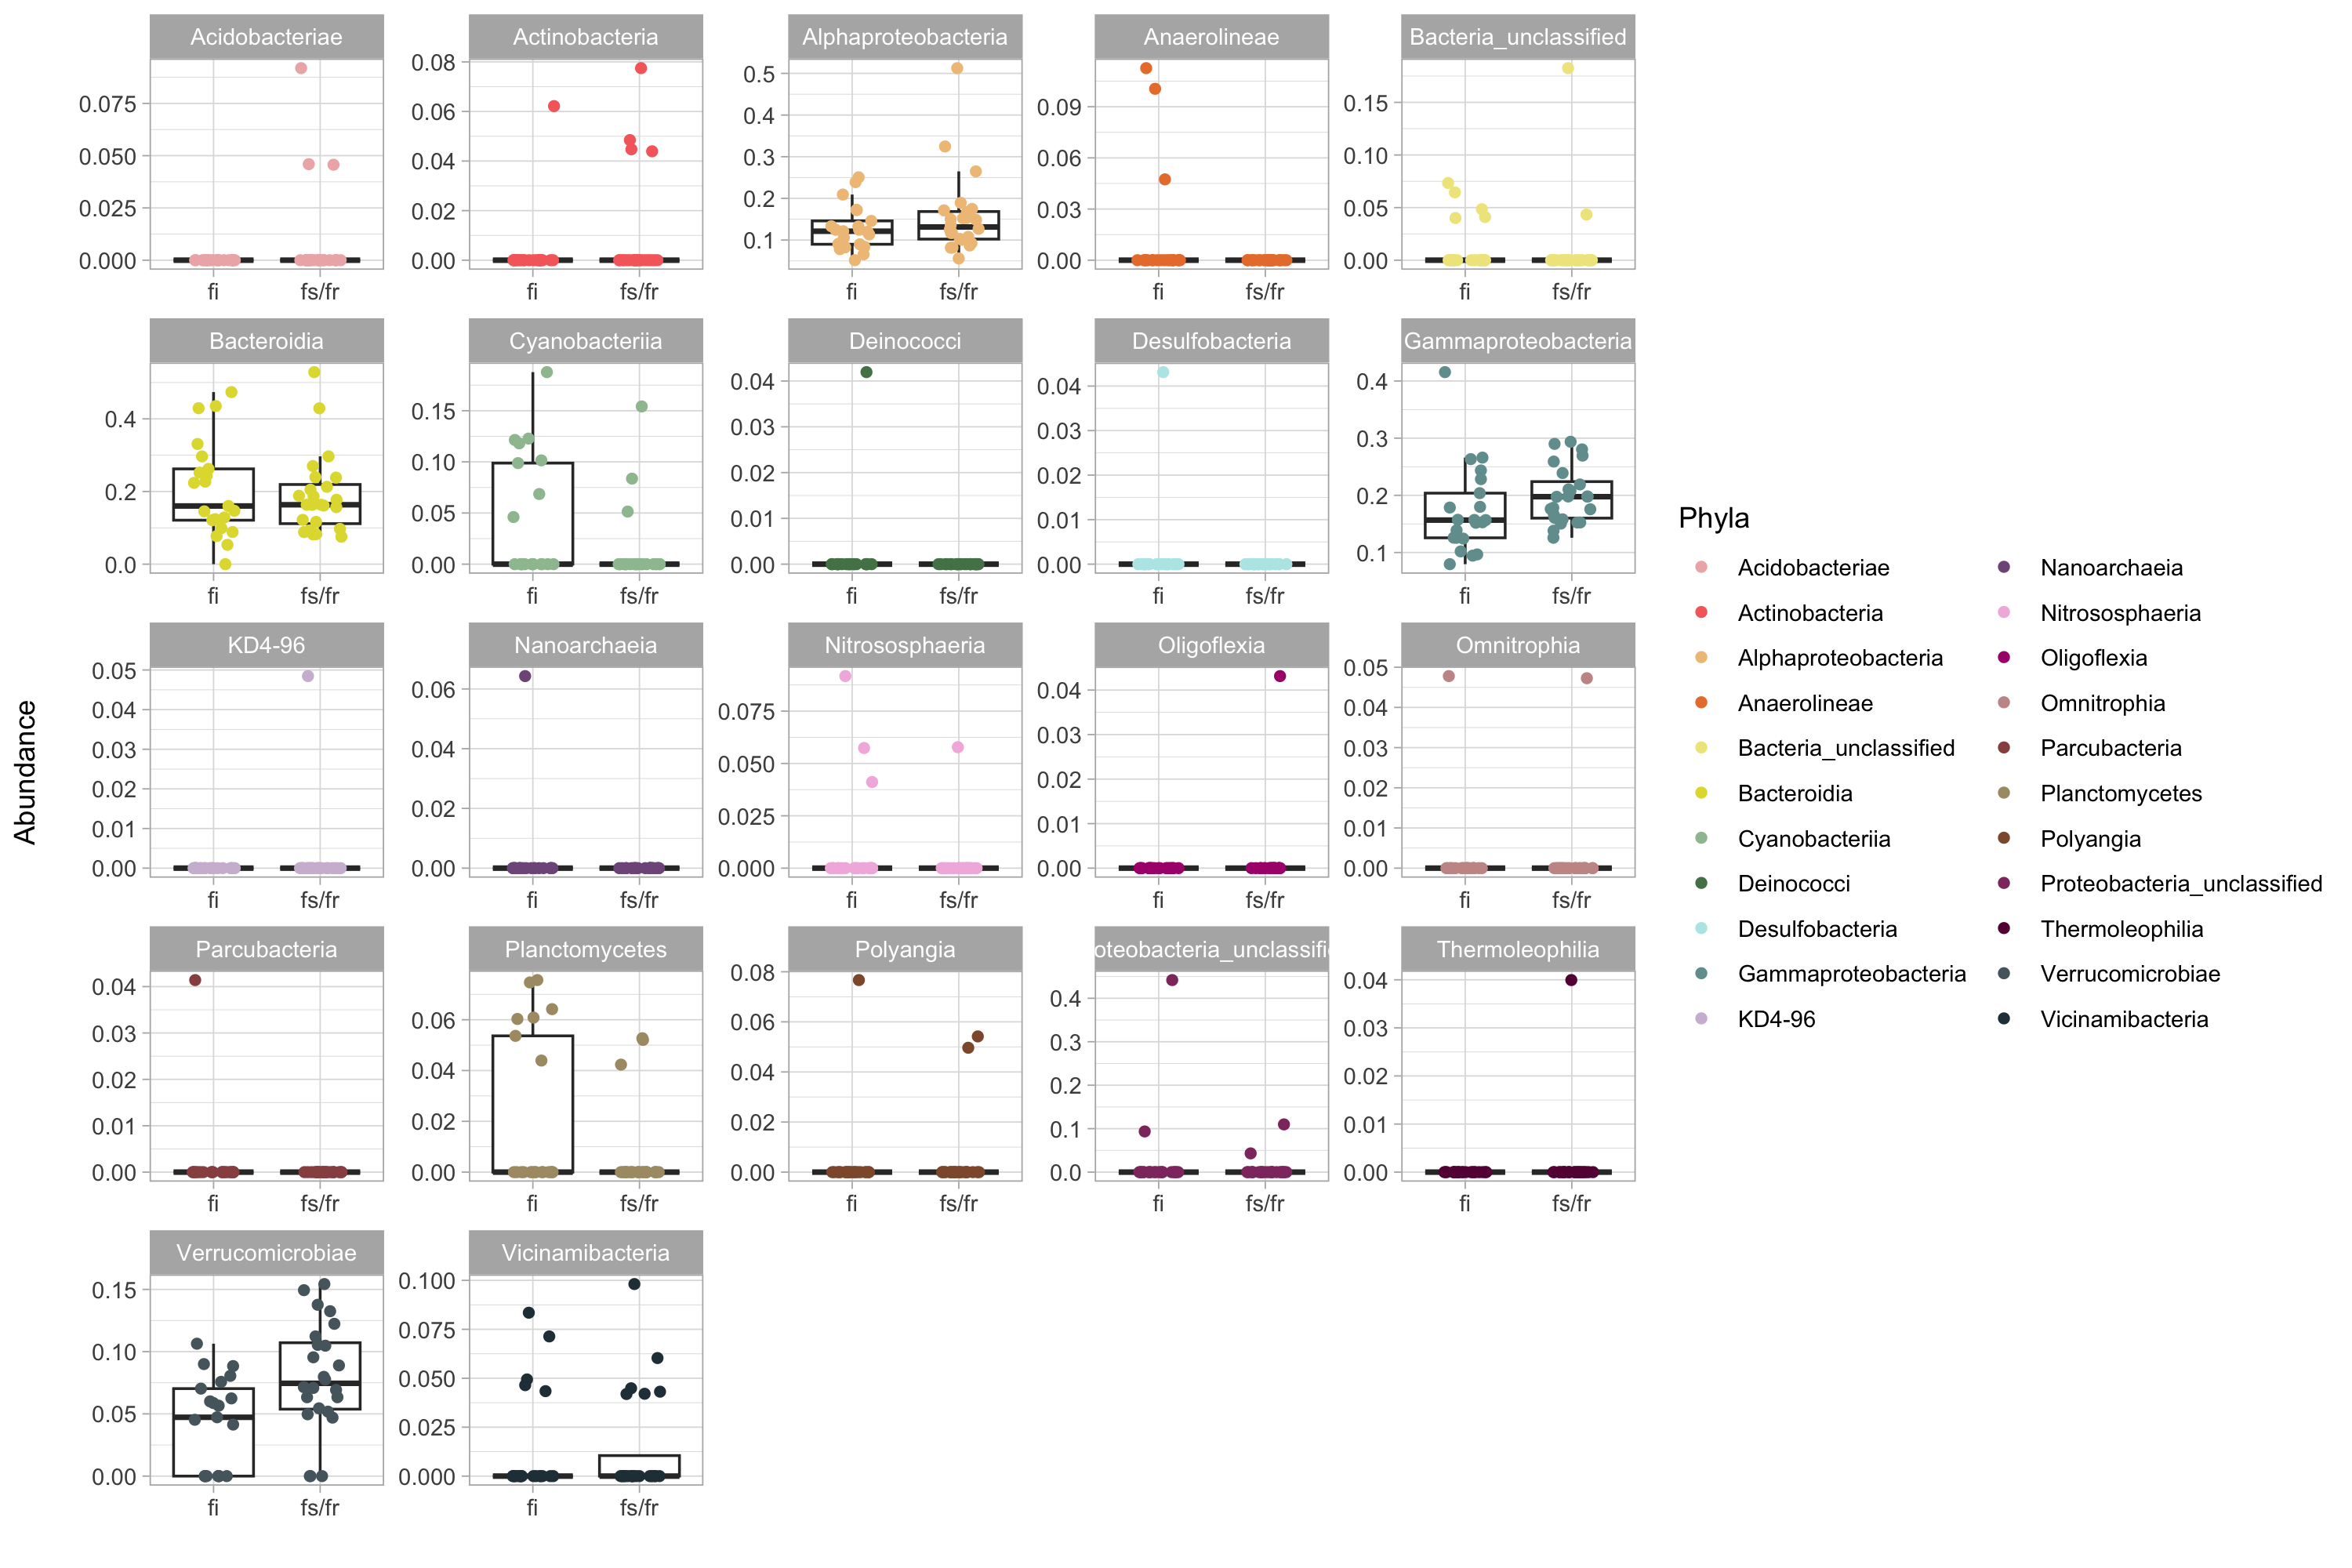 Acidobacteriae
Actinobacteria
Alphaproteobacteria
Anaerolineae
Bacteria_unclassified
0.075
0.050
0.025
0.000
fi
fs/fr
0.08
0.06
0.04
0.02
0.00
fi
fs/fr
0.5
0.4
0.3
0.2
0.1
fi
fs/fr
0.09
0.06
0.03
0.00
fi
fs/fr
0.15
0.10
0.05
0.00
fi
fs/fr
Bacteroidia
Cyanobacteriia
Deinococci
Desulfobacteria
Gammaproteobacteria
0.4
0.2
0.0
fi
fs/fr
0.15
0.10
0.05
0.00
fi
fs/fr
0.04
0.03
0.02
0.01
0.00
fi
fs/fr
0.04
0.03
0.02
0.01
0.00
fi
fs/fr
0.4
0.3
0.2
0.1
fi
fs/fr
KD4-96
Nanoarchaeia
Nitrososphaeria
Oligoflexia
Omnitrophia
0.05
0.04
0.03
0.02
0.01
0.00
fi
fs/fr
0.06
0.04
0.02
0.00
fi
fs/fr
0.075
0.050
0.025
0.000
fi
fs/fr
0.04
0.03
0.02
0.01
0.00
fi
fs/fr
0.05
0.04
0.03
0.02
0.01
0.00
fi
fs/fr
Parcubacteria
Planctomycetes
Polyangia
oteobacteria_unclassifi
Thermoleophilia
0.04
0.03
0.02
0.01
0.00
fi
fs/fr
0.06
0.04
0.02
0.00
fi
fs/fr
0.08
0.06
0.04
0.02
0.00
fi
fs/fr
0.4
0.3
0.2
0.1
0.0
fi
fs/fr
0.04
0.03
0.02
0.01
0.00
fi
fs/fr
Verrucomicrobiae
Vicinamibacteria
0.15
0.10
0.05
0.00
fi
fs/fr
0.100
0.075
0.050
0.025
0.000
fi
fs/fr
Abundance
Phyla
Acidobacteriae
Actinobacteria
Alphaproteobacteria
Anaerolineae
Bacteria_unclassified
Bacteroidia
Cyanobacteriia
Deinococci
Desulfobacteria
Gammaproteobacteria
KD4-96
Nanoarchaeia
Nitrososphaeria
Oligoflexia
Omnitrophia
Parcubacteria
Planctomycetes
Polyangia
Proteobacteria_unclassified
Thermoleophilia
Verrucomicrobiae
Vicinamibacteria